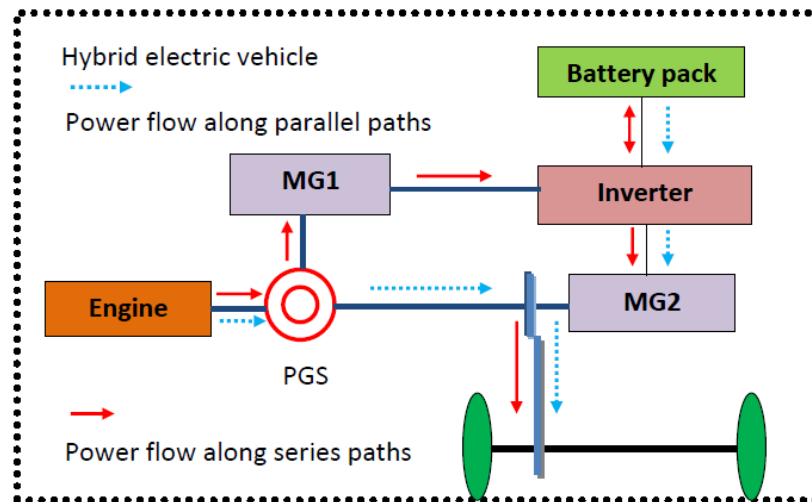 Hybrid electric vehicle
Battery pack
Power flow along parallel paths
MG1
Inverter
Engine
MG2
PGS
Power flow along series paths